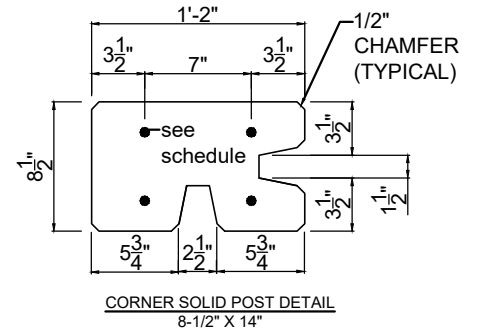 1'-2"
3 1/2" 7" 3 1/2"
1/2"
CHAMFER
(TYPICAL)
see
schedule
8 1/2"
3 1/2"
1 1/2"
3 1/2"
5 3/4" 2 1/2" 5 3/4"
CORNER SOLID POST DETAIL
8-1/2" X 14"